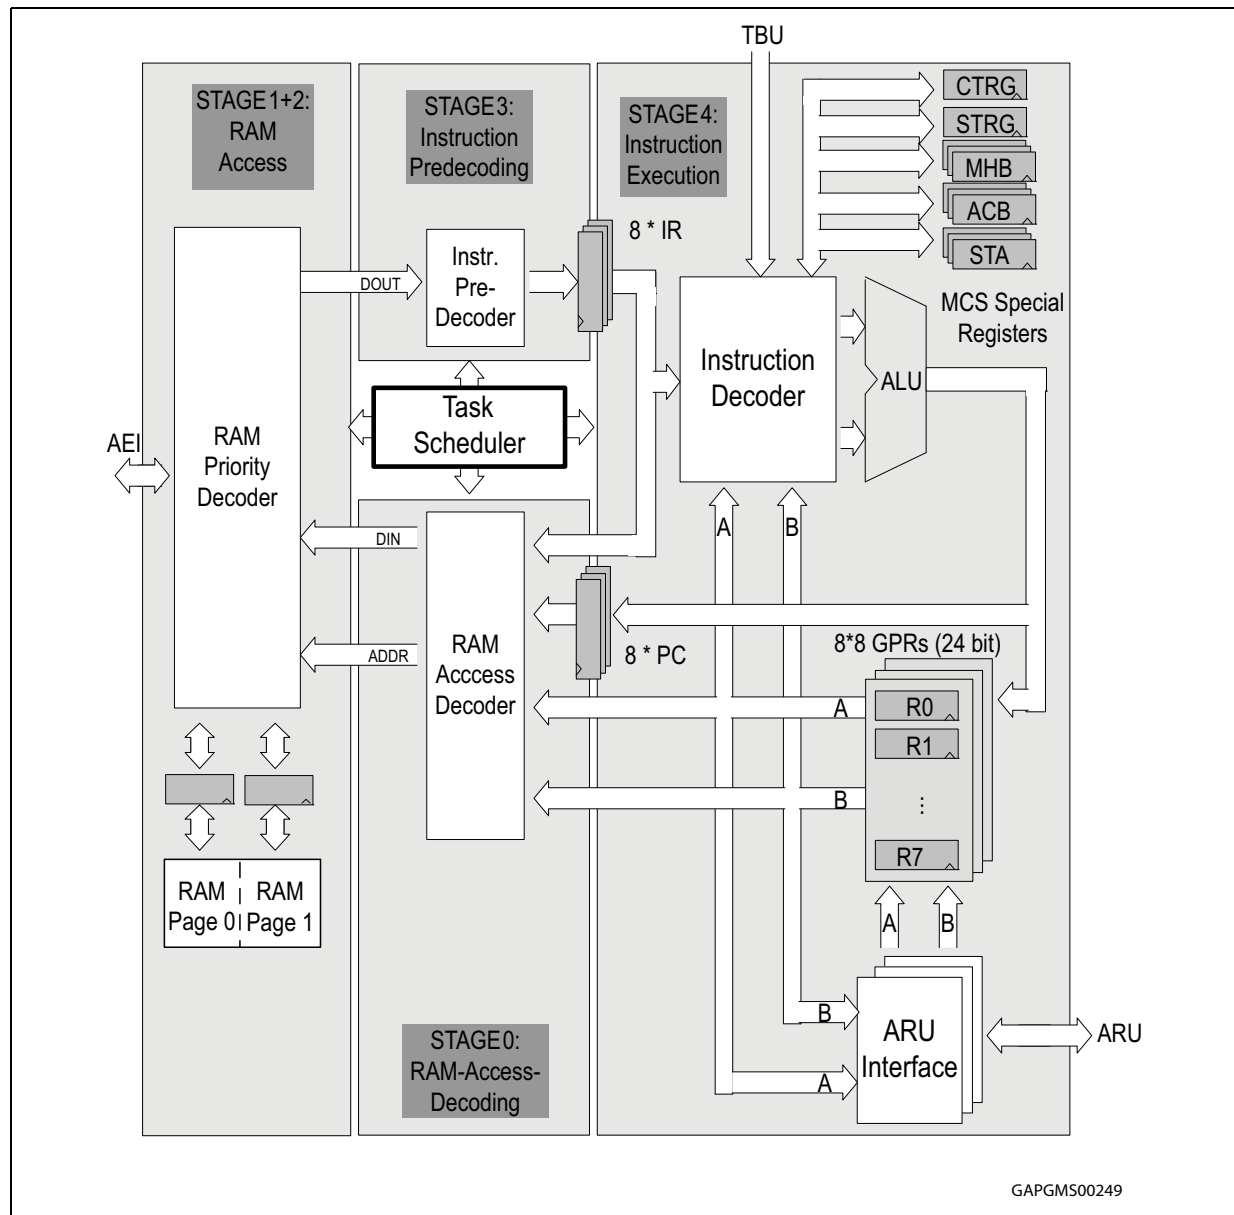 TBU
STAGE1+2:
RAM
Access
STAGE3:
Instruction
Predecoding
STAGE4:
Instruction
Execution
CTRG
STRG
MHB
ACB
STA
MCS Special
Registers
8 * IR
DOUT
Instr.
Pre-
Decoder
Instruction
Decoder
ALU
Task
Scheduler
AEI
RAM
Priority
Decoder
DIN
ADDR
A
B
RAM
Acccess
Decoder
8 * PC
8*8 GPRs (24 bit)
A
R0
R1
B
...
R7
RAM
Page 0
RAM
Page 1
A
B
B
A
ARU
Interface
ARU
STAGE0:
RAM-Access-
Decoding
GAPGMS00249